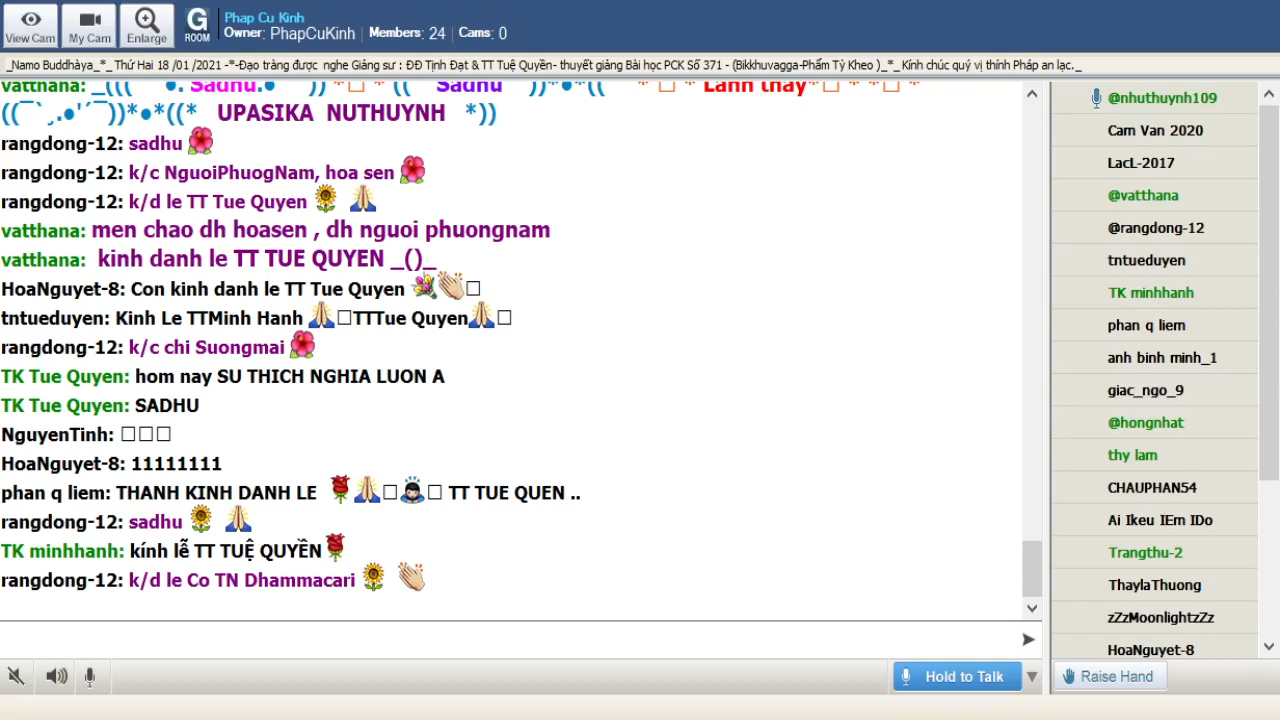 View Cam
My Cam
Enlarge
G
ROOM
Phap Cu Kinh
Owner: PhapCuKinh Members: 24 Cams: 0
_Namo Buddhàya_*_ Thứ Hai 18 /01 /2021 -*-Đạo tràng được nghe Giảng sư : ĐĐ Tịnh Đạt & TT Tuệ Quyền- thuyết giảng Bài học PCK Số 371 - (Bikkhuvagga-Phẩm Tỳ Kheo )_*_Kính chúc quý vị thính Pháp an lạc._
vatthana: _((( ●. Sadhu.● )) *□ * (( Sadhu ))*●*(( * □ * Lành thay*□ **□ *
((¯`¸.●'´¯))*●*((* UPASIKA NUTHUYNH *))
rangdong-12: sadhu 🌺
rangdong-12: k/c NguoiPhuogNam, hoa sen 🌺
rangdong-12: k/d le TT Tue Quyen 🌻 🙏
vatthana: men chao dh hoasen , dh nguoi phuongnam
vatthana: kinh danh le TT TUE QUYEN _()_
HoaNguyet-8: Con kinh danh le TT Tue Quyen 💐👏□
tntueduyen: Kinh Le TTMinh Hanh 🙏□TTTue Quyen🙏□
rangdong-12: k/c chi Suongmai 🌺
TK Tue Quyen: hom nay SU THICH NGHIA LUON A
TK Tue Quyen: SADHU
NguyenTinh: □□□
HoaNguyet-8: 11111111
phan q liem: THANH KINH DANH LE 🌹🙏□🙇□ TT TUE QUEN ..
rangdong-12: sadhu 🌻 🙏
TK minhhanh: kính lễ TT TUỆ QUYỀN🌹
rangdong-12: k/d le Co TN Dhammacari 🌻 👏
Hold to Talk
@nhuthuynh109
Cam Van 2020
LacL-2017
@vatthana
@rangdong-12
tntueduyen
TK minhhanh
phan q liem
anh binh minh_1
giac_ngo_9
@hongnhat
thy lam
CHAUPHAN54
Ai Ikeu IEm IDo
Trangthu-2
ThaylaThuong
zZzMoonlightzZz
HoaNguyet-8
Raise Hand